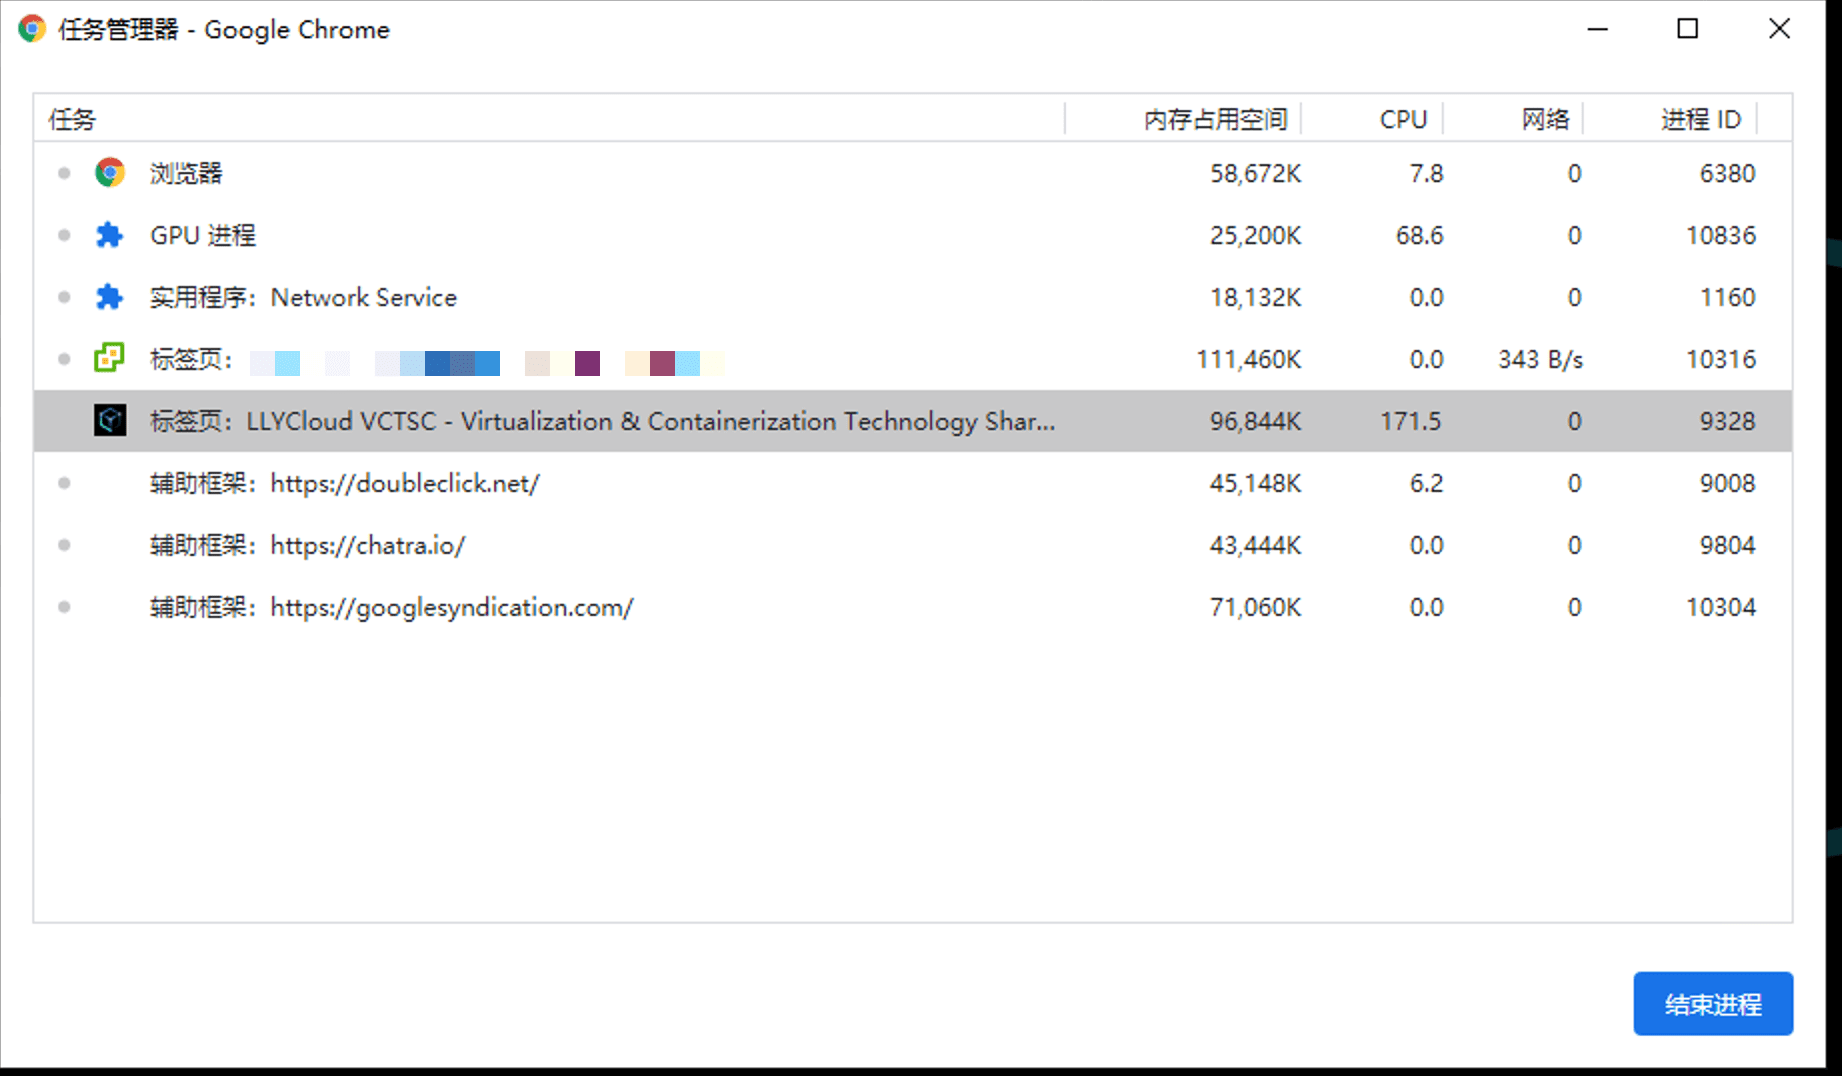 任务管理器 - Google Chrome
任务 内存占用空间 CPU 网络 进程 ID
浏览器 58,672K 7.8 0 6380
GPU 进程 25,200K 68.6 0 10836
实用程序：Network Service 18,132K 0.0 0 1160
标签页： 111,460K 0.0 343 B/s 10316
标签页：LLYCloud VCTSC - Virtualization & Containerization Technology Shar... 96,844K 171.5 0 9328
辅助框架：https://doubleclick.net/ 45,148K 6.2 0 9008
辅助框架：https://chatra.io/ 43,444K 0.0 0 9804
辅助框架：https://googlesyndication.com/ 71,060K 0.0 0 10304
结束进程